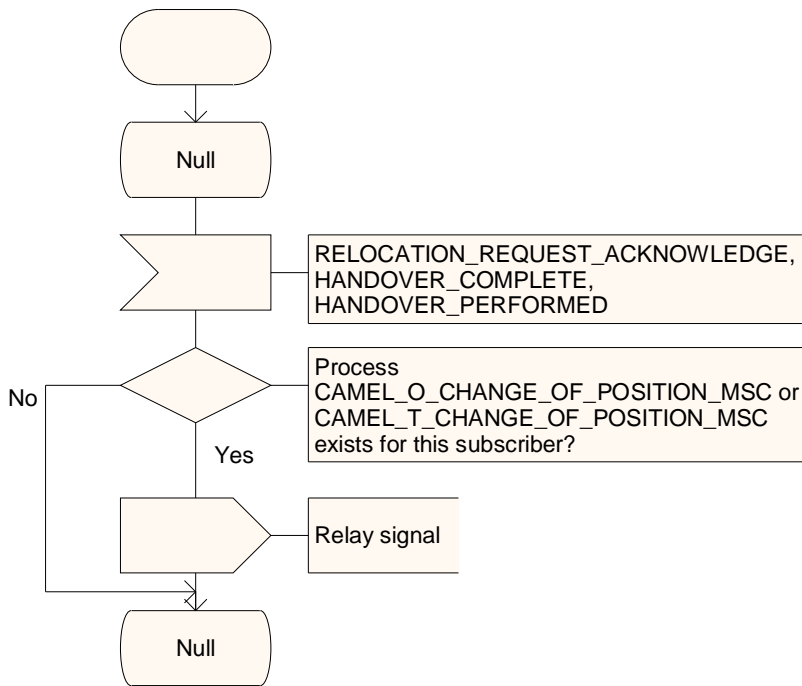 Null
RELOCATION_REQUEST_ACKNOWLEDGE,
HANDOVER_COMPLETE,
HANDOVER_PERFORMED
Process
CAMEL_O_CHANGE_OF_POSITION_MSC or
CAMEL_T_CHANGE_OF_POSITION_MSC
exists for this subscriber?
No
Yes
Relay signal
Null